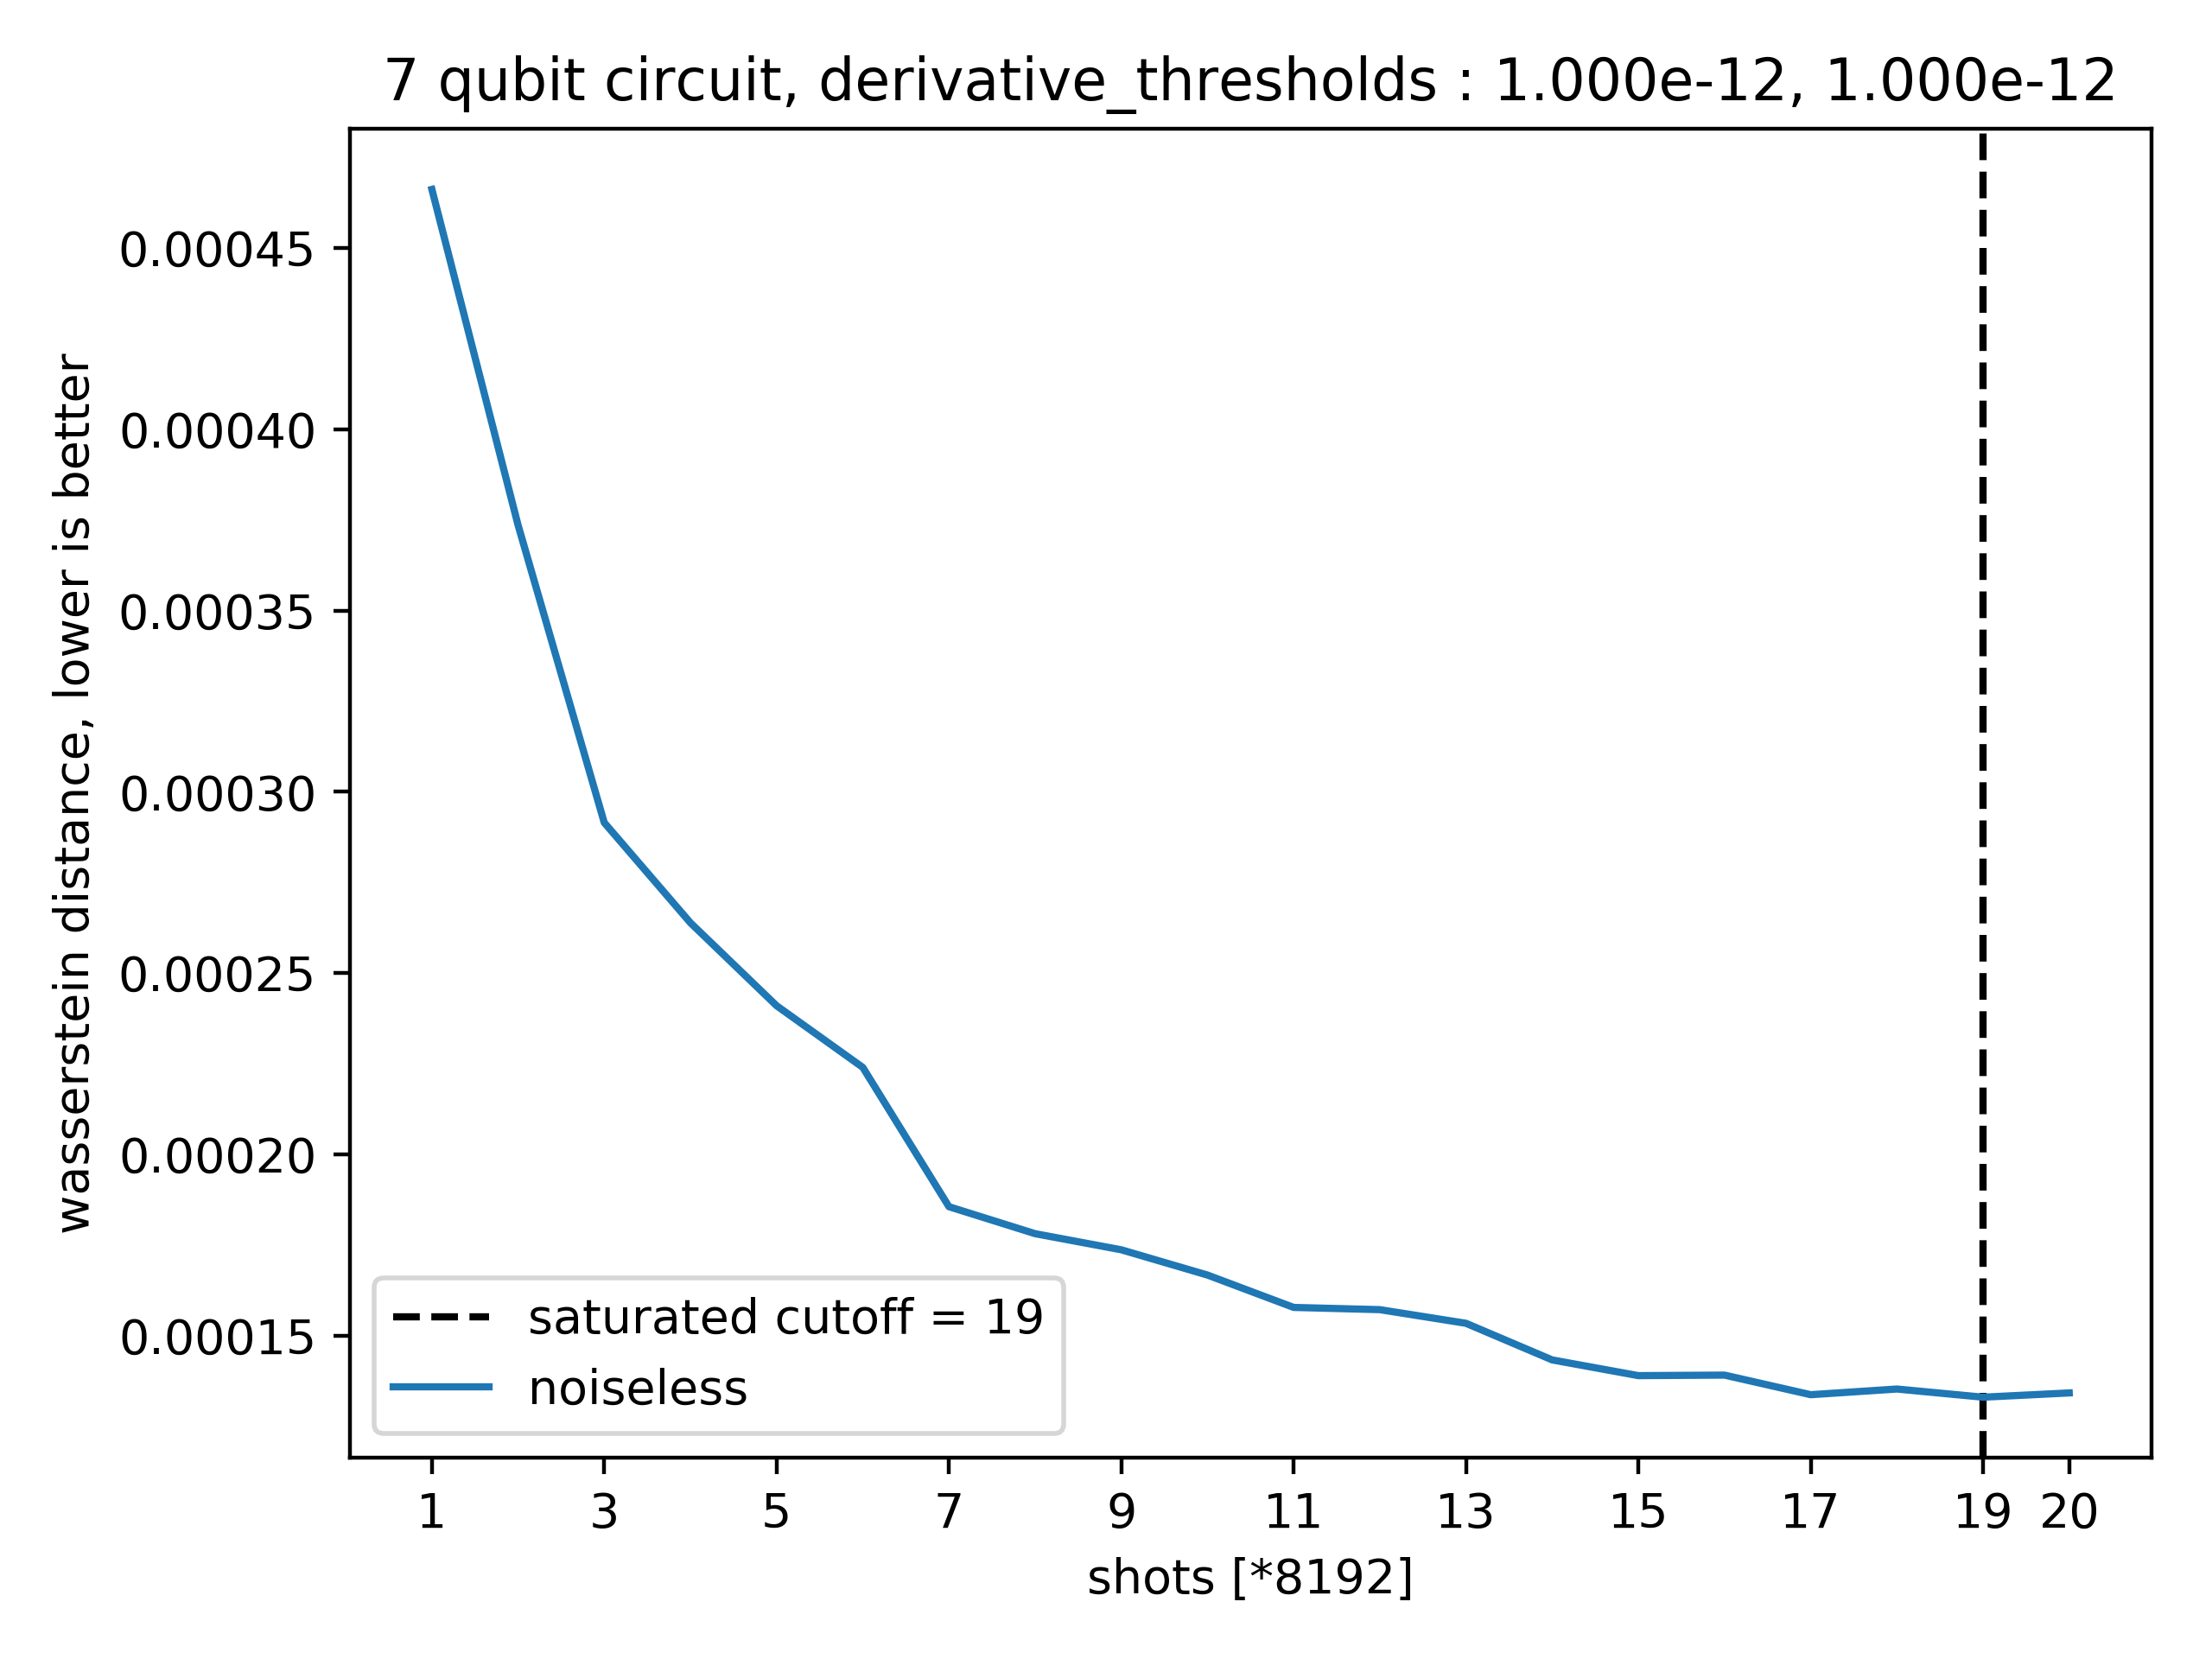 7 qubit circuit, derivative_thresholds : 1.000e-12, 1.000e-12
wasserstein distance, lower is better
0.00045
0.00040
0.00035
0.00030
0.00025
0.00020
0.00015
saturated cutoff = 19
noiseless
1 3 5 7 9 11 13 15 17 19 20
shots [*8192]